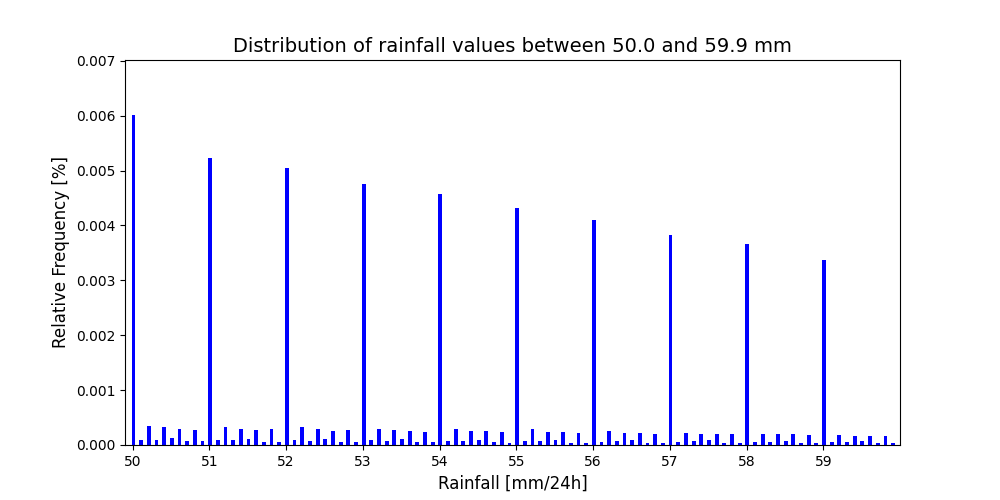 Distribution of rainfall values between 50.0 and 59.9 mm
Relative Frequency [%]
0.007
0.006
0.005
0.004
0.003
0.002
0.001
0.000
50 51 52 53 54 55 56 57 58 59
Rainfall [mm/24h]